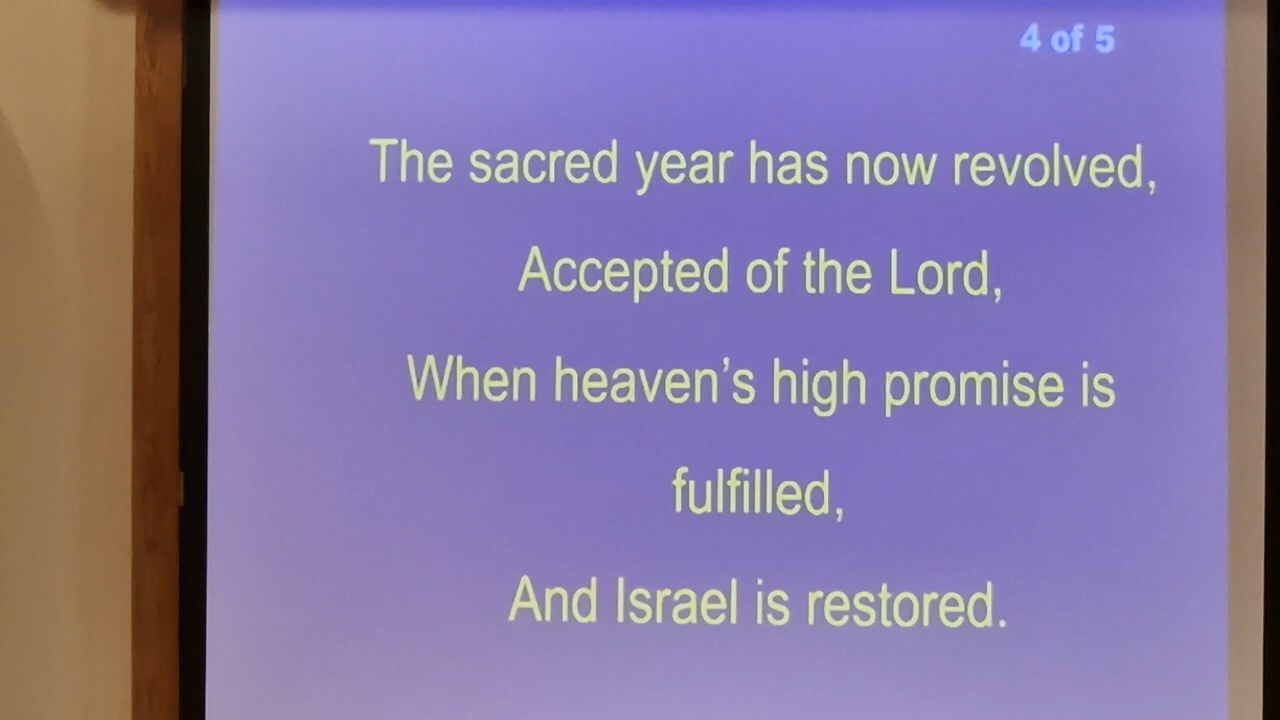 4 of 5
The sacred year has now revolved,
Accepted of the Lord,
When heaven’s high promise is
fulfilled,
And Israel is restored.